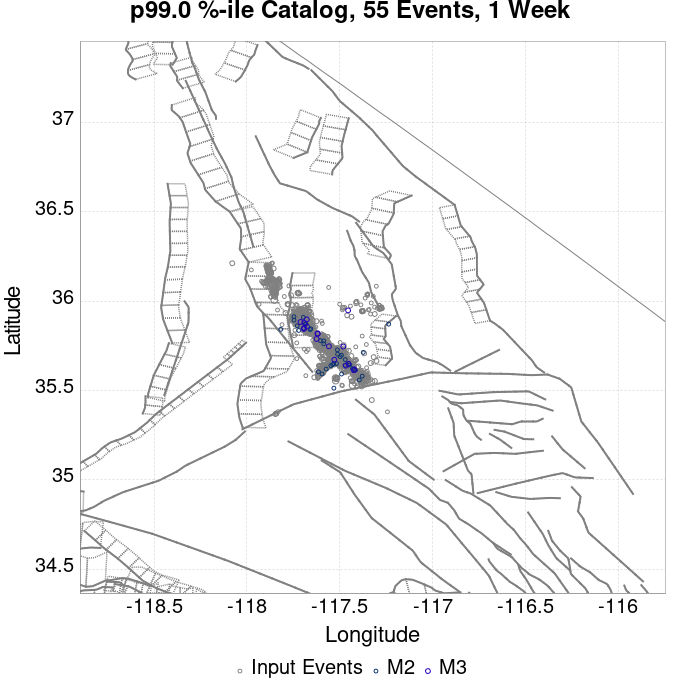 p99.0 %-ile Catalog, 55 Events, 1 Week
37
36.5
36
35.5
35
34.5
Latitude
-118.5 -118 -117.5 -117 -116.5 -116
Longitude
Input Events M2 M3